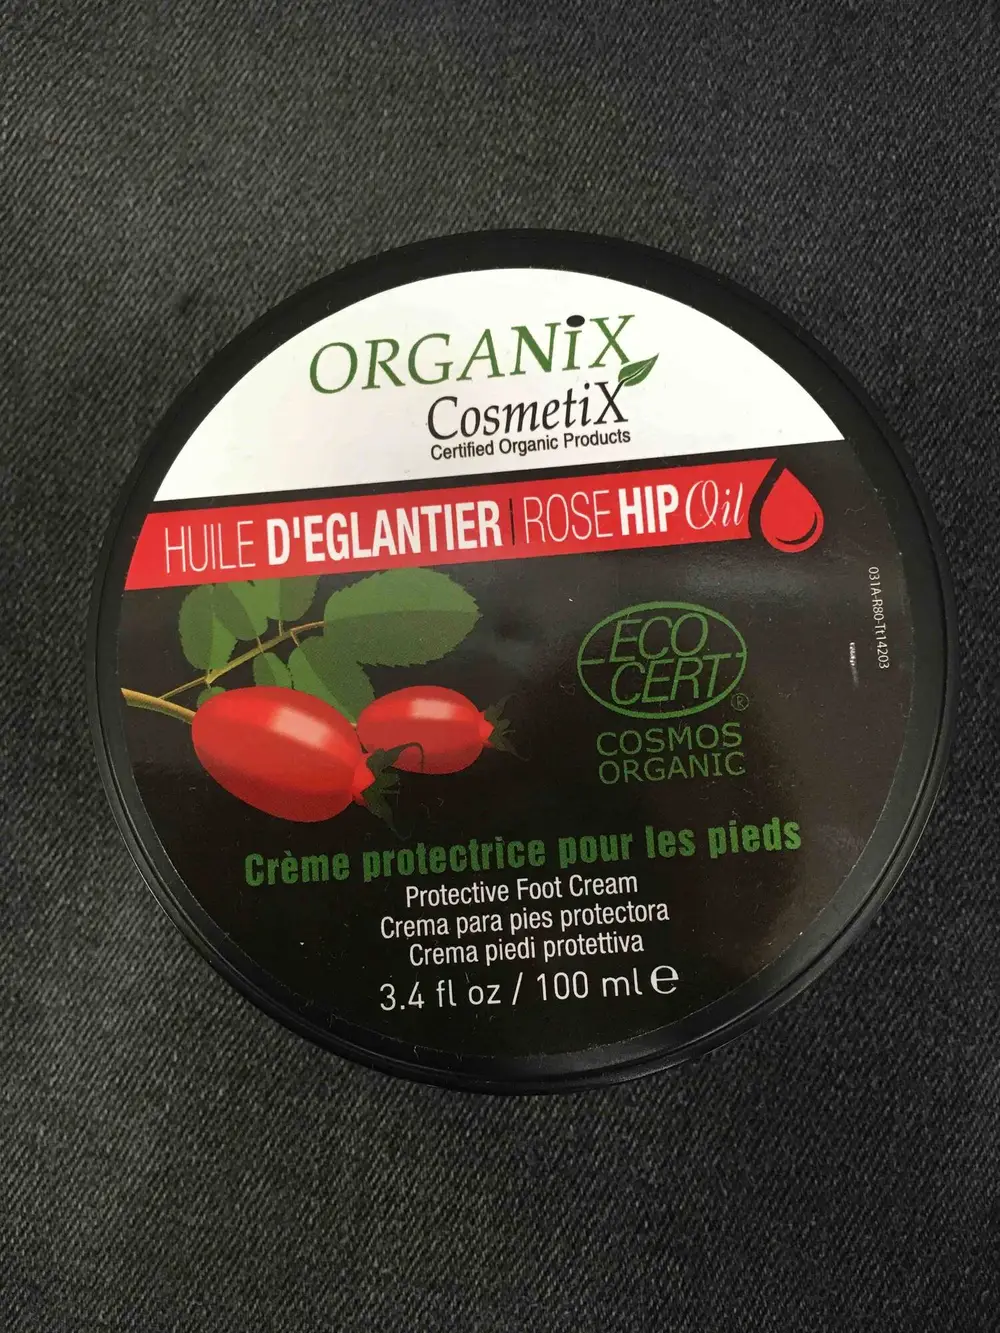 ORGANiX
CosmetiX
Certified Organic Products
HUILE D'EGLANTIER | ROSE HIP Oil
031A-R80-Tt14203
ECO
CERT®
COSMOS
ORGANIC
Crème protectrice pour les pieds
Protective Foot Cream
Crema para pies protectora
Crema piedi protettiva
3.4 fl oz / 100 ml e